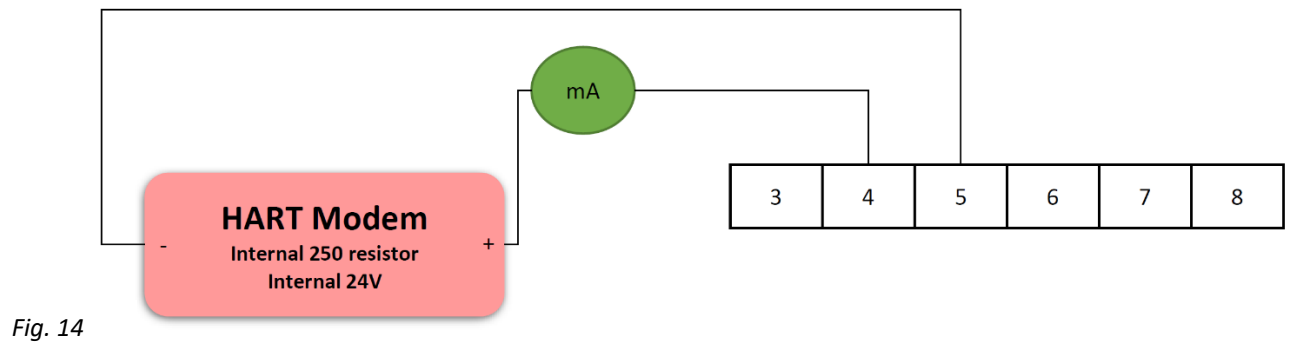 mA
3 4 5 6 7 8
HART Modem
- +
Internal 250 resistor
Internal 24V
Fig. 14